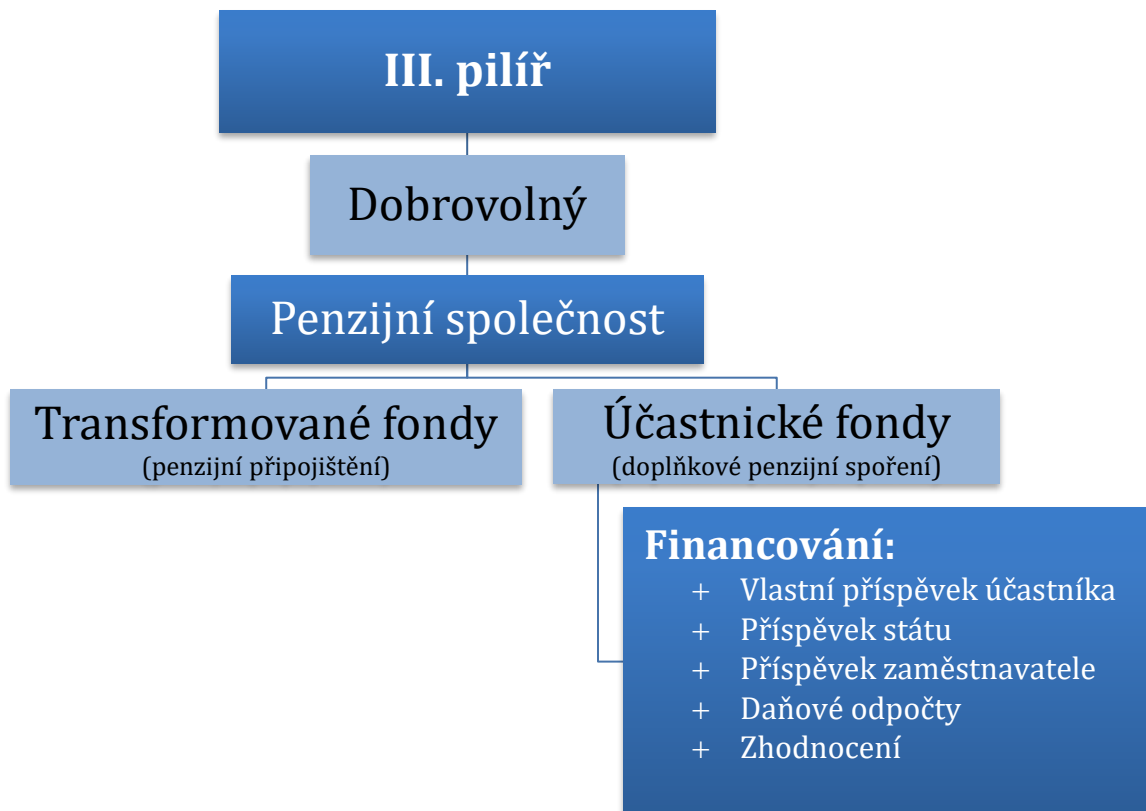 III. pilíř
Dobrovolný
Penzijní společnost
Transformované fondy
(penzijní připojištění)
Účastnické fondy
(doplňkové penzijní spoření)
Financování:
+ Vlastní příspěvek účastníka
+ Příspěvek státu
+ Příspěvek zaměstnavatele
+ Daňové odpočty
+ Zhodnocení